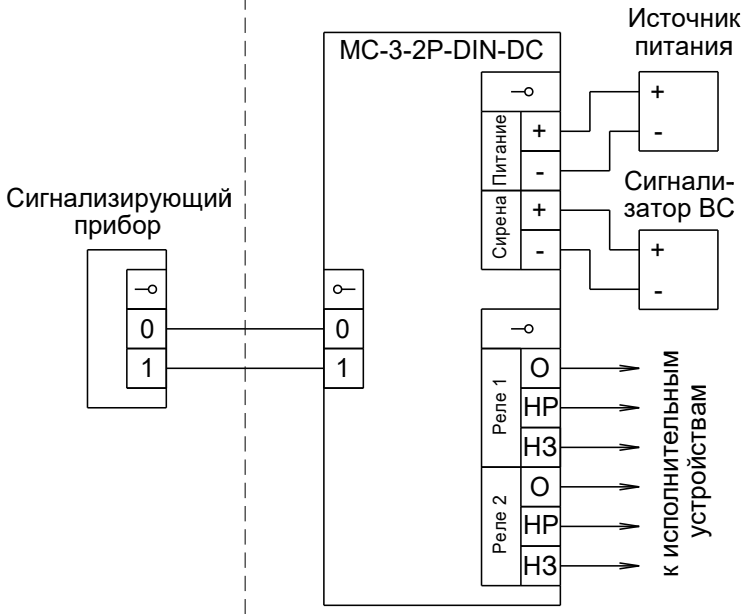 Источник
питания
МС-3-2Р-DIN-DC
Питание
+
-
+
-
Сигнализирующий
прибор
Сигнали-
затор ВС
Сирена
+
-
+
-
0
1
0
1
Реле 1
О
НР
НЗ
Реле 2
О
НР
НЗ
к исполнительным
устройствам